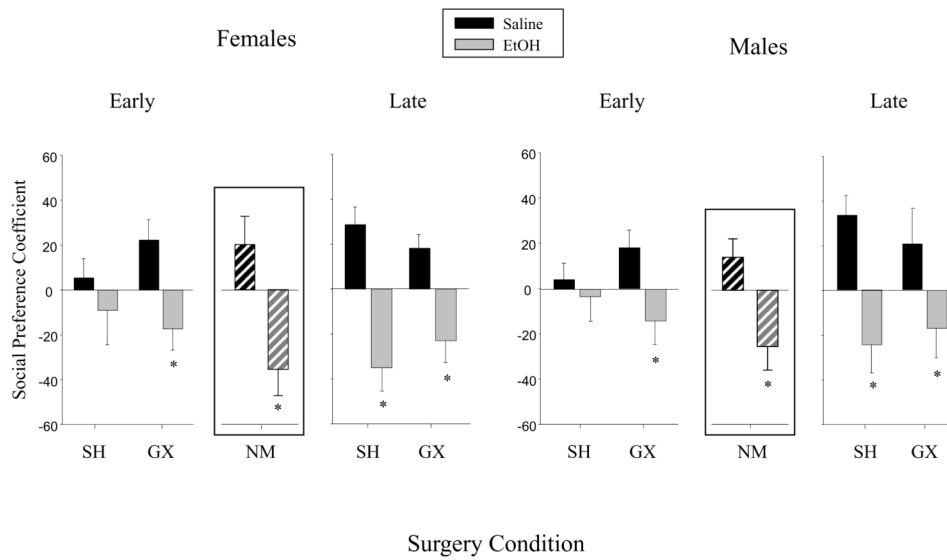 Saline
EtOH
Females
Males
Early
Late
Early
Late
Social Preference Coefficient
60
40
20
0
-20
-40
-60
*
*
*
*
SH
GX
NM
SH
GX
60
40
20
0
-20
-40
-60
*
*
*
*
SH
GX
NM
SH
GX
Surgery Condition